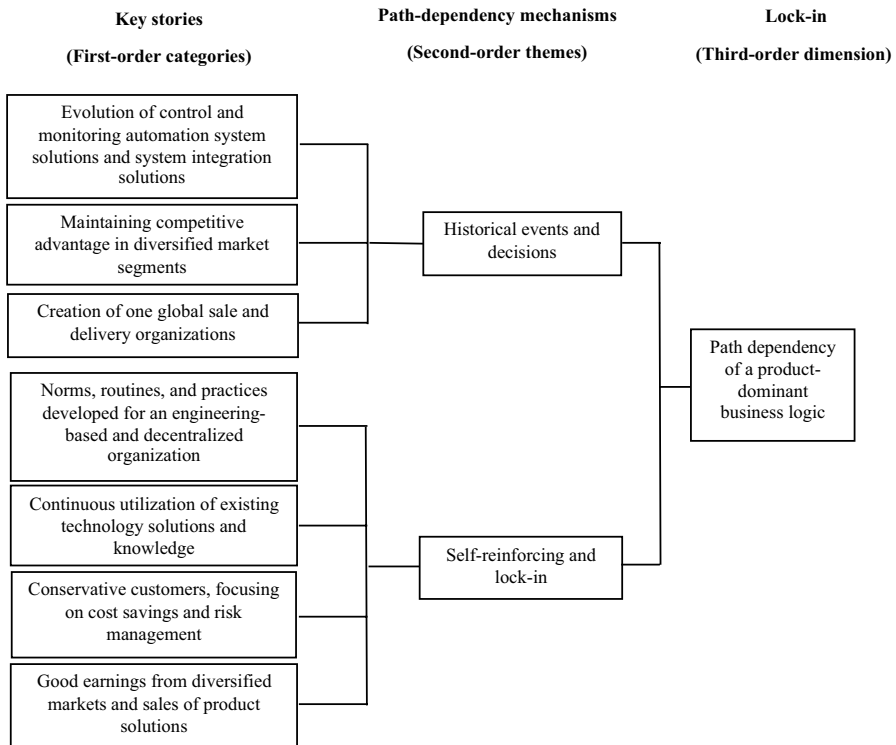 Key stories
(First-order categories)
Path-dependency mechanisms
(Second-order themes)
Lock-in
(Third-order dimension)
Evolution of control and
monitoring automation system
solutions and system integration
solutions
Maintaining competitive
advantage in diversified market
segments
Creation of one global sale and
delivery organizations
Norms, routines, and practices
developed for an engineering-
based and decentralized
organization
Continuous utilization of existing
technology solutions and
knowledge
Conservative customers, focusing
on cost savings and risk
management
Good earnings from diversified
markets and sales of product
solutions
Historical events and
decisions
Self-reinforcing and
lock-in
Path dependency
of a product-
dominant
business logic